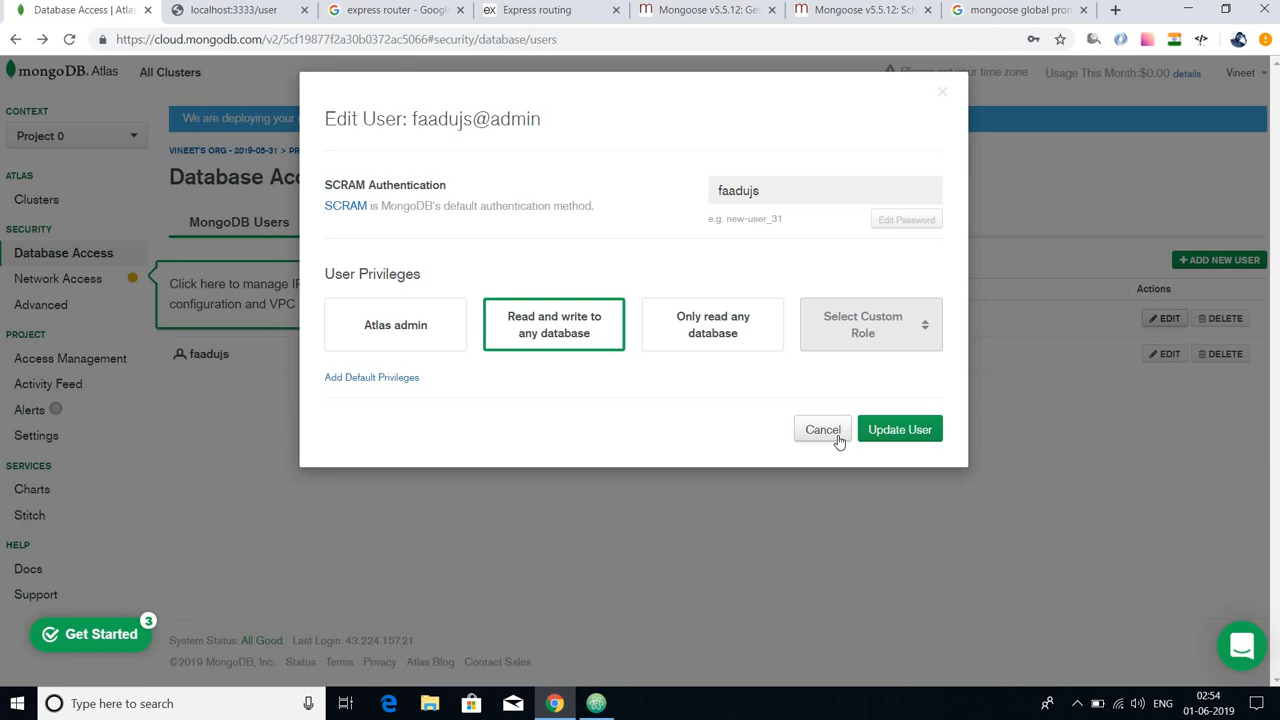 Database Access | Atlas
localhost:3333/user
express router - Google
Express routing
Mongoose v5.5.12: Get
Mongoose v5.5.12: Sch
mongoose global pron
https://cloud.mongodb.com/v2/5cf19877f2a30b0372ac5066#security/database/users
mongoDB. Atlas
All Clusters
Please set your time zone
Usage This Month:$0.00 details
Vineet
CONTEXT
Project 0
We are deploying your
VINEET'S ORG - 2019-05-31 > PR
Database Acc
MongoDB Users
ATLAS
Clusters
SECURITY
Database Access
Network Access
Advanced
Click here to manage IP
configuration and VPC
PROJECT
Access Management
Activity Feed
Alerts 0
Settings
SERVICES
Charts
Stitch
HELP
Docs
Support
Get Started
3
faadujs
Edit User: faadujs@admin
SCRAM Authentication
SCRAM is MongoDB's default authentication method.
faadujs
e.g. new-user_31
Edit Password
User Privileges
Atlas admin
Read and write to
any database
Only read any
database
Select Custom
Role
Add Default Privileges
Cancel
Update User
ADD NEW USER
Actions
EDIT
DELETE
EDIT
DELETE
System Status: All Good Last Login: 43.224.157.21
©2019 MongoDB, Inc. Status Terms Privacy Atlas Blog Contact Sales
Type here to search
ENG
02:54
01-06-2019